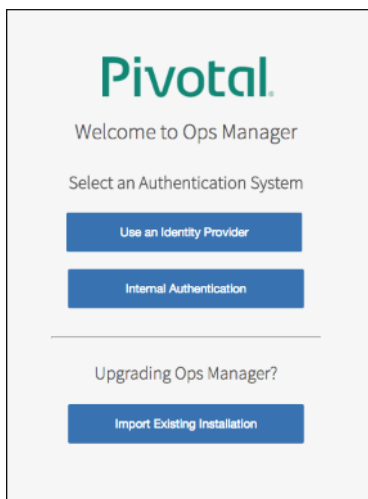 Pivotal.
Welcome to Ops Manager
Select an Authentication System
Use an Identity Provider
Internal Authentication
Upgrading Ops Manager?
Import Existing Installation